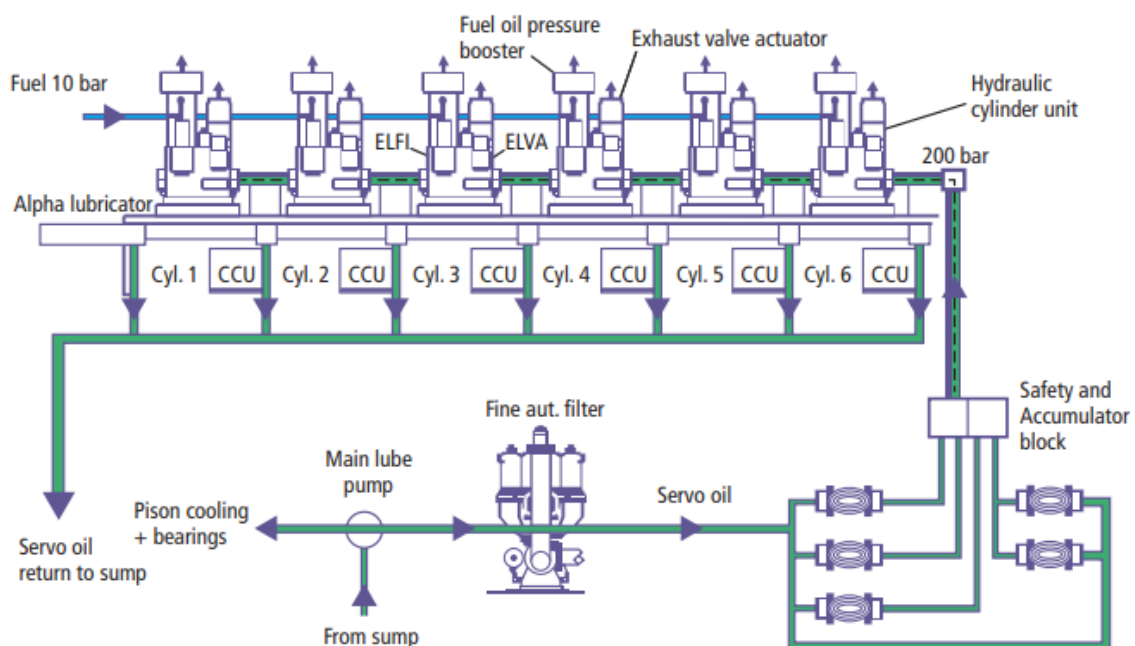 Fuel oil pressure
booster
Exhaust valve actuator
Fuel 10 bar
Hydraulic
cylinder unit
ELFI
ELVA
200 bar
Alpha lubricator
Cyl. 1
CCU
Cyl. 2
CCU
Cyl. 3
CCU
Cyl. 4
CCU
Cyl. 5
CCU
Cyl. 6
CCU
Safety and
Accumulator
block
Fine aut. filter
Main lube
pump
Servo oil
Pison cooling
+ bearings
Servo oil
return to sump
From sump